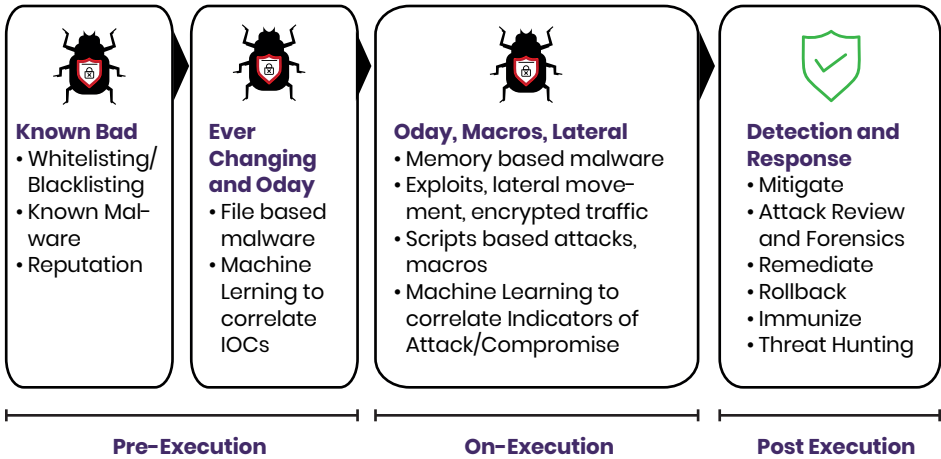 Known Bad
• Whitelisting/
Blacklisting
• Known Mal-
ware
• Reputation
Ever
Changing
and Oday
• File based
malware
• Machine
Lerning to
correlate
IOCs
Oday, Macros, Lateral
• Memory based malware
• Exploits, lateral move-
ment, encrypted traffic
• Scripts based attacks,
macros
• Machine Learning to
correlate Indicators of
Attack/Compromise
Detection and
Response
• Mitigate
• Attack Review
and Forensics
• Remediate
• Rollback
• Immunize
• Threat Hunting
Pre-Execution
On-Execution
Post Execution